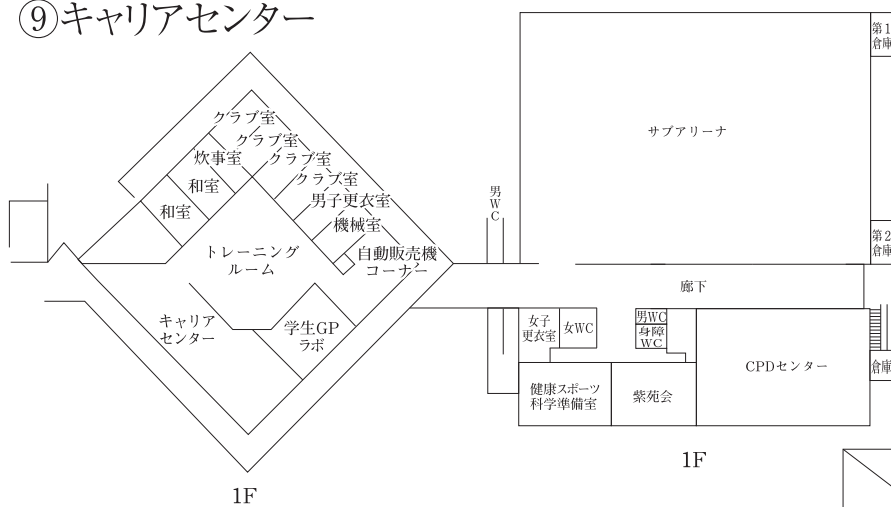 ⑨キャリアセンター
クラブ室
クラブ室
クラブ室
クラブ室
炊事室
和室
和室
男子更衣室
機械室
自動販売機
コーナー
トレーニング
ルーム
キャリア
センター
学生GP
ラボ
1F
男WC
サブアリーナ
第1
倉庫
第2
倉庫
廊下
女子
更衣室
女WC
男WC
身障
WC
健康スポーツ
科学準備室
紫苑会
CPDセンター
倉庫
1F